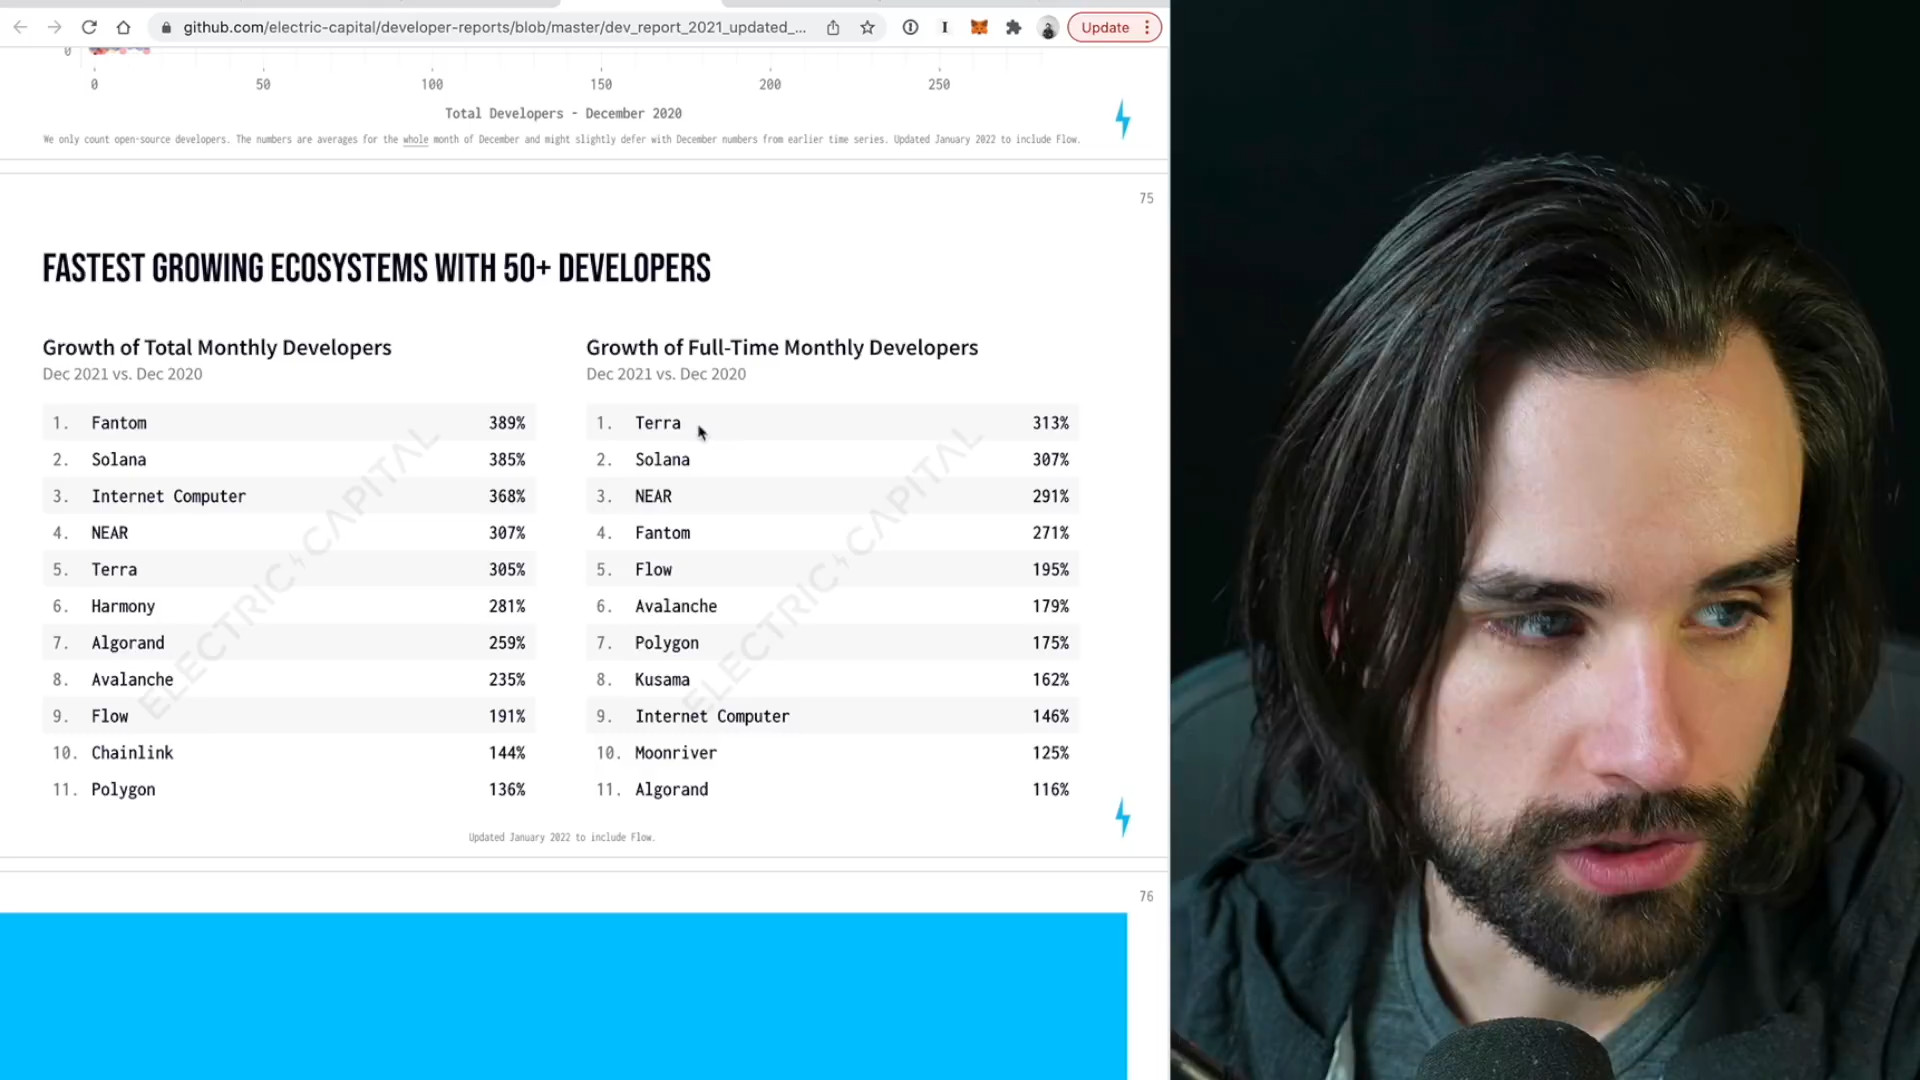 github.com/electric-capital/developer-reports/blob/master/dev_report_2021_updated_...
Update
0
0 50 100 150 200 250
Total Developers - December 2020
We only count open-source developers. The numbers are averages for the whole month of December and might slightly defer with December numbers from earlier time series. Updated January 2022 to include Flow.
75
FASTEST GROWING ECOSYSTEMS WITH 50+ DEVELOPERS
Growth of Total Monthly Developers
Dec 2021 vs. Dec 2020
1. Fantom 389%
2. Solana 385%
3. Internet Computer 368%
4. NEAR 307%
5. Terra 305%
6. Harmony 281%
7. Algorand 259%
8. Avalanche 235%
9. Flow 191%
10. Chainlink 144%
11. Polygon 136%
ELECTRIC CAPITAL
Growth of Full-Time Monthly Developers
Dec 2021 vs. Dec 2020
1. Terra 313%
2. Solana 307%
3. NEAR 291%
4. Fantom 271%
5. Flow 195%
6. Avalanche 179%
7. Polygon 175%
8. Kusama 162%
9. Internet Computer 146%
10. Moonriver 125%
11. Algorand 116%
ELECTRIC CAPITAL
Updated January 2022 to include Flow.
76